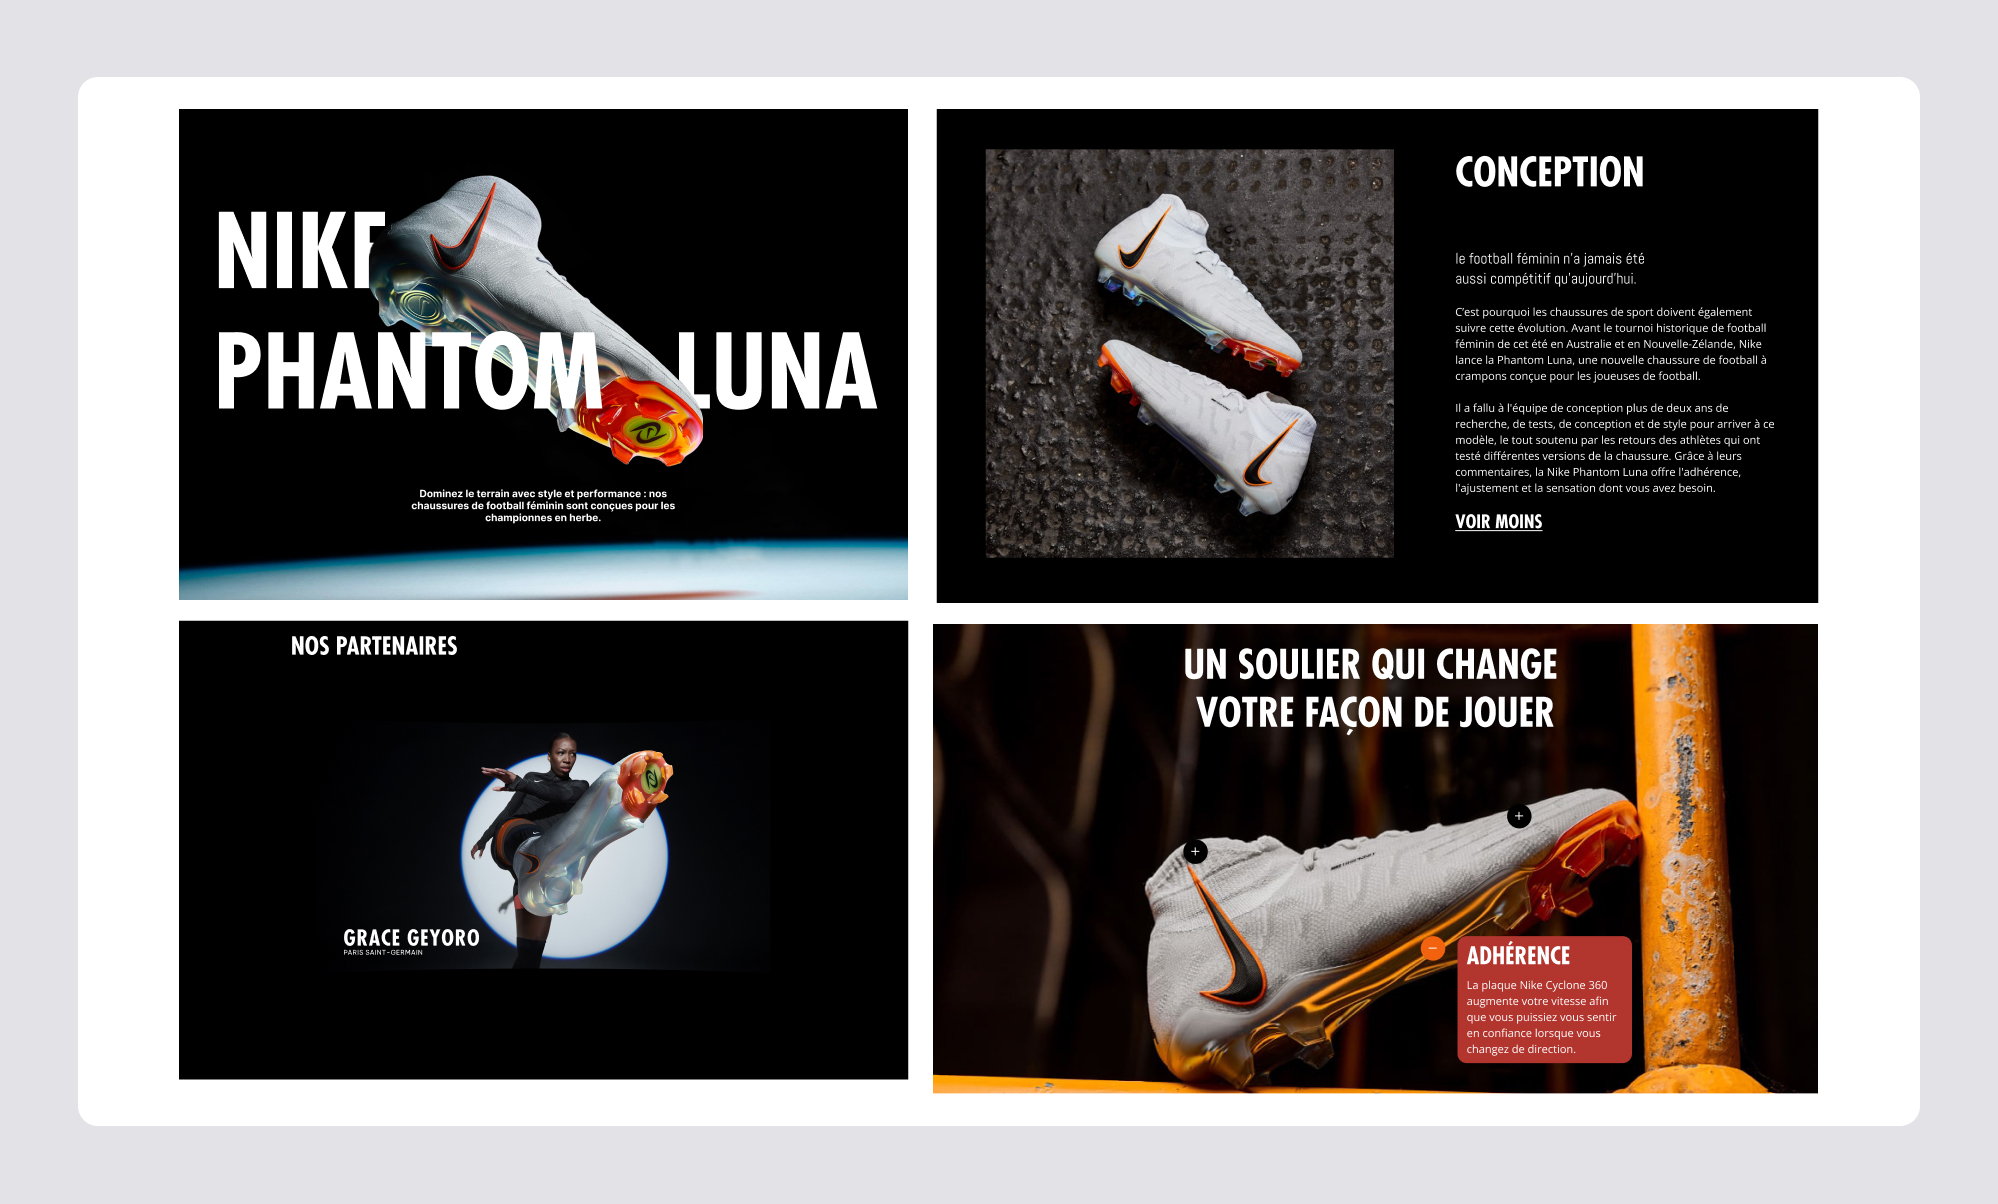 NIKE
PHANTOM LUNA
Dominez le terrain avec style et performance : nos
chaussures de football féminin sont conçues pour les
championnes en herbe.
CONCEPTION
le football féminin n'a jamais été
aussi compétitif qu'aujourd'hui.
C'est pourquoi les chaussures de sport doivent également
suivre cette évolution. Avant le tournoi historique de football
féminin de cet été en Australie et en Nouvelle-Zélande, Nike
lance la Phantom Luna, une nouvelle chaussure de football à
crampons conçue pour les joueuses de football.
Il a fallu à l'équipe de conception plus de deux ans de
recherche, de tests, de conception et de style pour arriver à ce
modèle, le tout soutenu par les retours des athlètes qui ont
testé différentes versions de la chaussure. Grâce à leurs
commentaires, la Nike Phantom Luna offre l'adhérence,
l'ajustement et la sensation dont vous avez besoin.
VOIR MOINS
NOS PARTENAIRES
GRACE GEYORO
PARIS SAINT-GERMAIN
UN SOULIER QUI CHANGE
VOTRE FAÇON DE JOUER
ADHÉRENCE
La plaque Nike Cyclone 360
augmente votre vitesse afin
que vous puissiez vous sentir
en confiance lorsque vous
changez de direction.